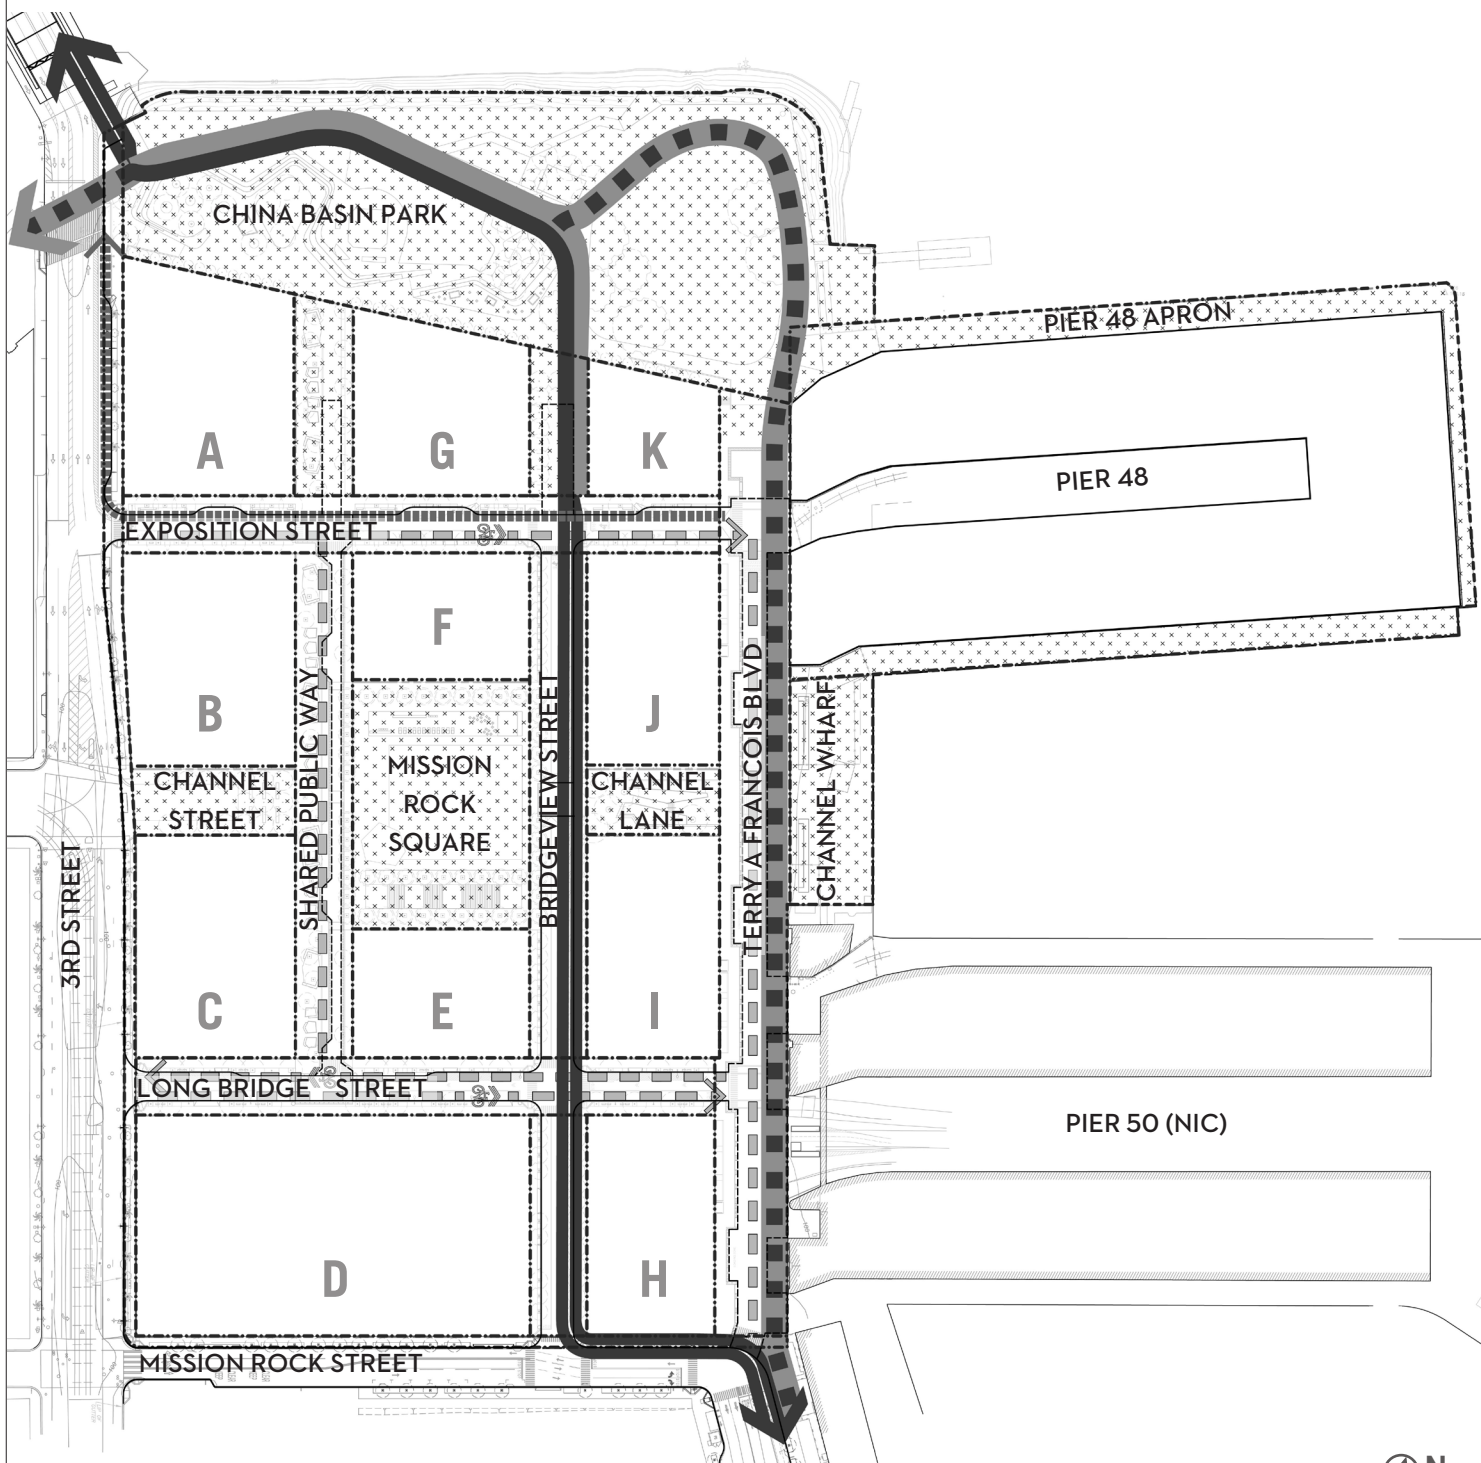 CHINA BASIN PARK
PIER 48 APRON
A
G
K
PIER 48
EXPOSITION STREET
F
B
J
SHARED PUBLIC WAY
BRIDGEVIEW STREET
TERRY A FRANCOIS BLVD
CHANNEL WHARF
MISSION
ROCK
SQUARE
CHANNEL
STREET
CHANNEL
LANE
3RD STREET
C
E
I
LONG BRIDGE STREET
PIER 50 (NIC)
D
H
MISSION ROCK STREET
N